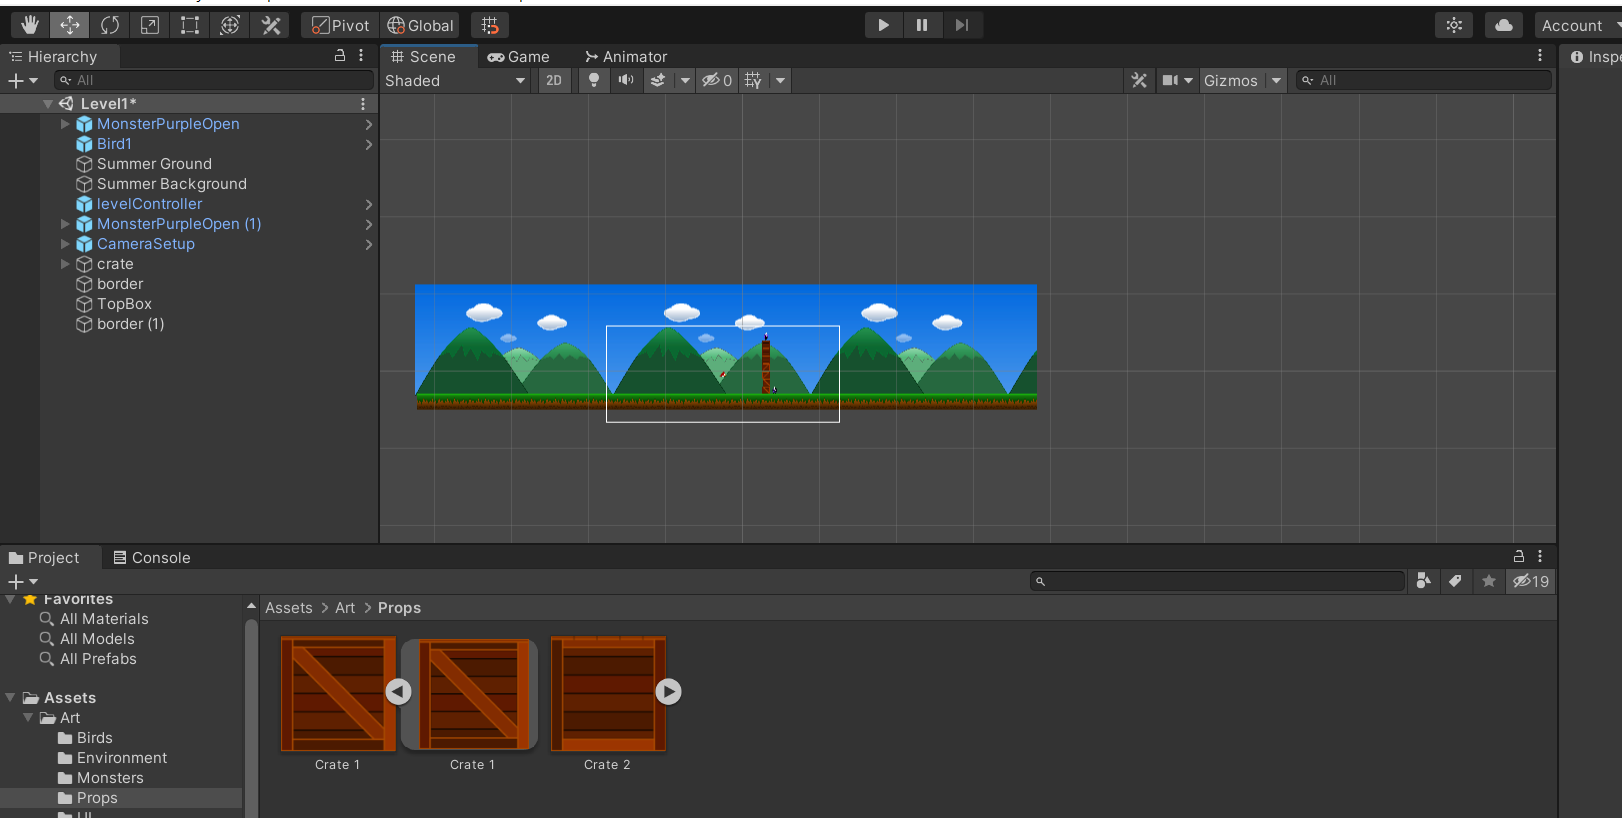 Pivot Global Account
Hierarchy Scene Game Animator Inspe
All Shaded 2D 0 Gizmos All
Level1*
MonsterPurpleOpen
Bird1
Summer Ground
Summer Background
levelController
MonsterPurpleOpen (1)
CameraSetup
crate
border
TopBox
border (1)
Project Console
19
Favorites
Assets > Art > Props
All Materials
All Models
All Prefabs
Assets
Art
Birds
Environment
Monsters
Props
Crate 1 Crate 1 Crate 2